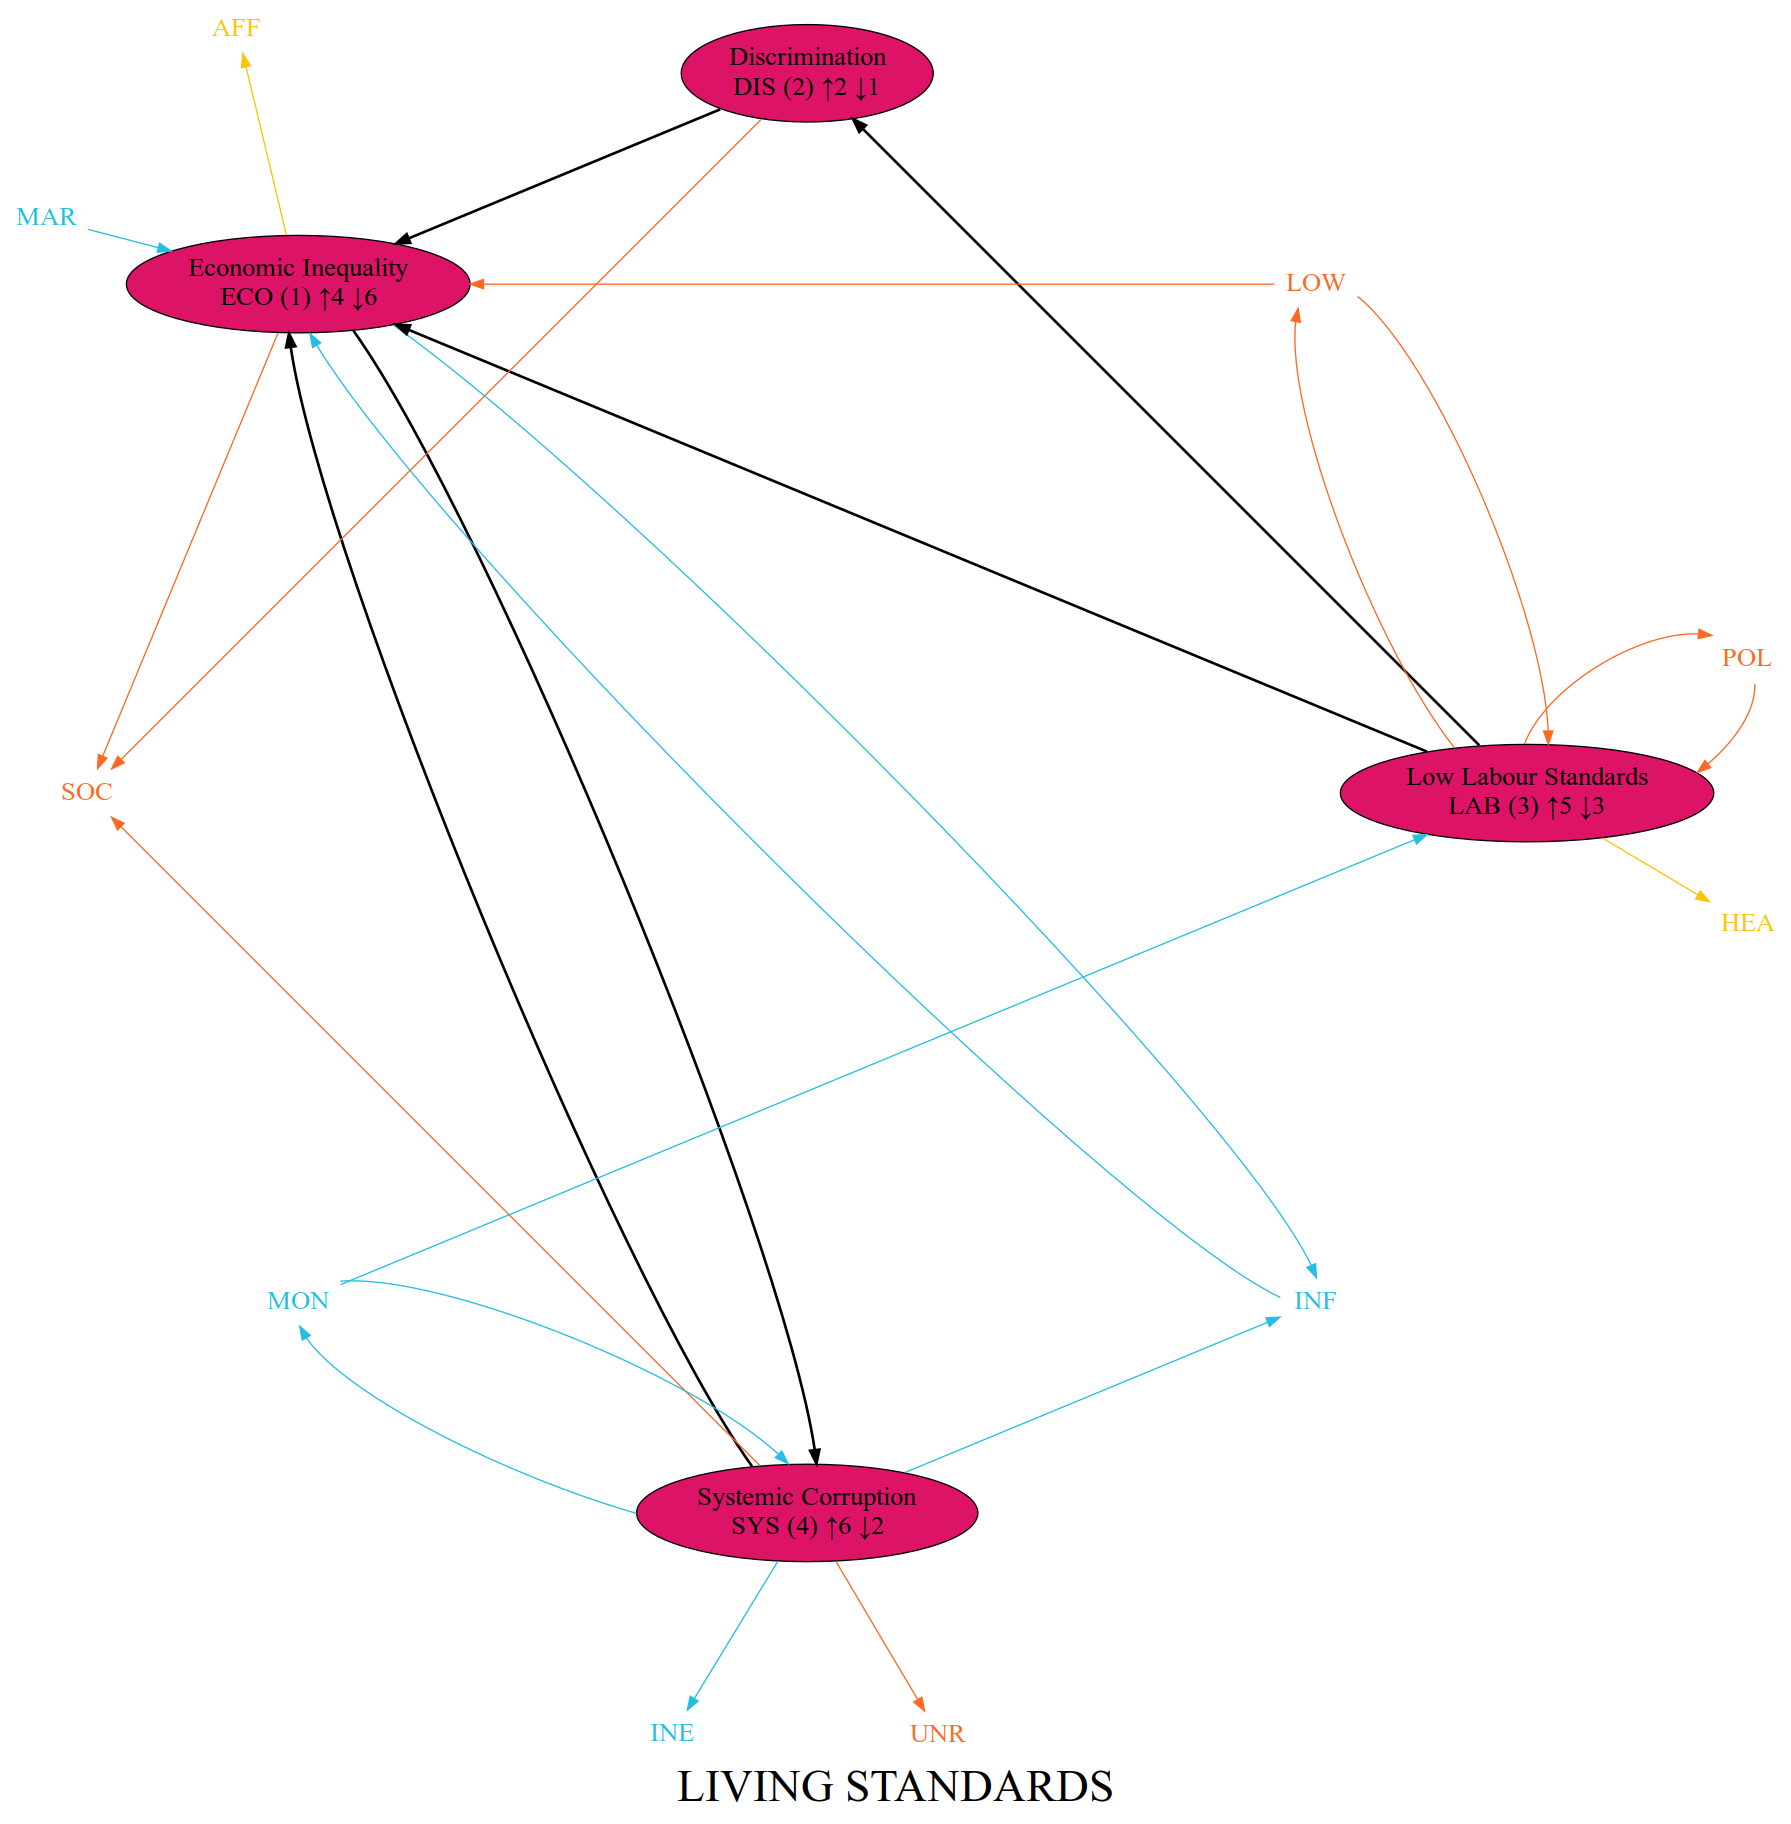 AFF
Discrimination
DIS (2) ↑2 ↓1
MAR
Economic Inequality
ECO (1) ↑4 ↓6
LOW
POL
SOC
Low Labour Standards
LAB (3) ↑5 ↓3
HEA
MON
INF
Systemic Corruption
SYS (4) ↑6 ↓2
INE
UNR
LIVING STANDARDS